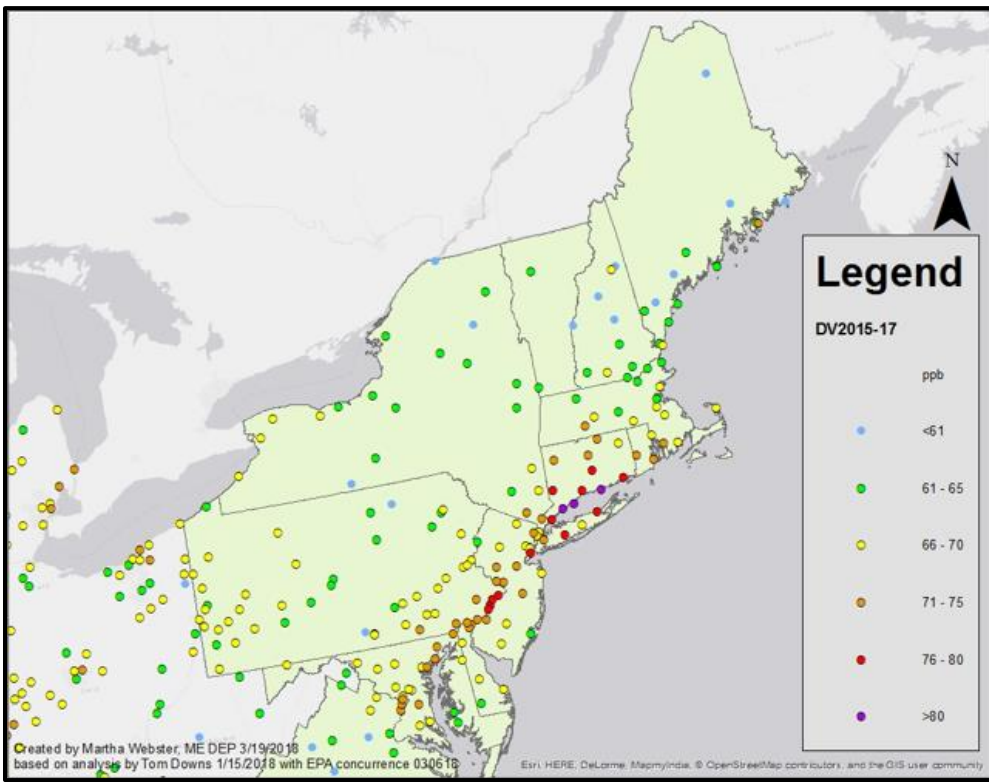 N
Legend
DV2015-17
ppb
<61
61 - 65
66 - 70
71 - 75
76 - 80
>80
Created by Martha Webster, ME DEP 3/19/2018
based on analysis by Tom Downs 1/15/2018 with EPA concurrence 030618
Esri, HERE, DeLorme, MapmyIndia, © OpenStreetMap contributors, and the GIS user community